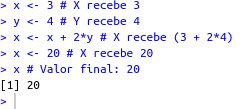 > x <- 3 # X recebe 3
> y <- 4 # Y recebe 4
> x <- x + 2*y # X recebe (3 + 2*4)
> x <- 20 # X recebe 20
> x # Valor final: 20
[1] 20
>